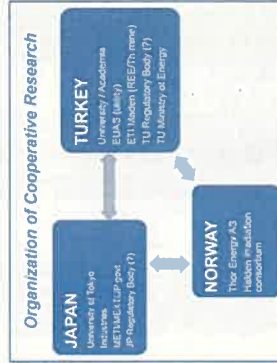 Organization of Cooperative Research
JAPAN
University of Tokyo
Industries
METI/MEXT/JP govt
JP Regulatory Body (?)
TURKEY
University / Academia
EUAS (utility)
ETI Maden (REE/Th mine)
TU Regulatory Body (?)
TU Ministry of Energy
NORWAY
Thor Energy AS
Halden irradiation
consortium